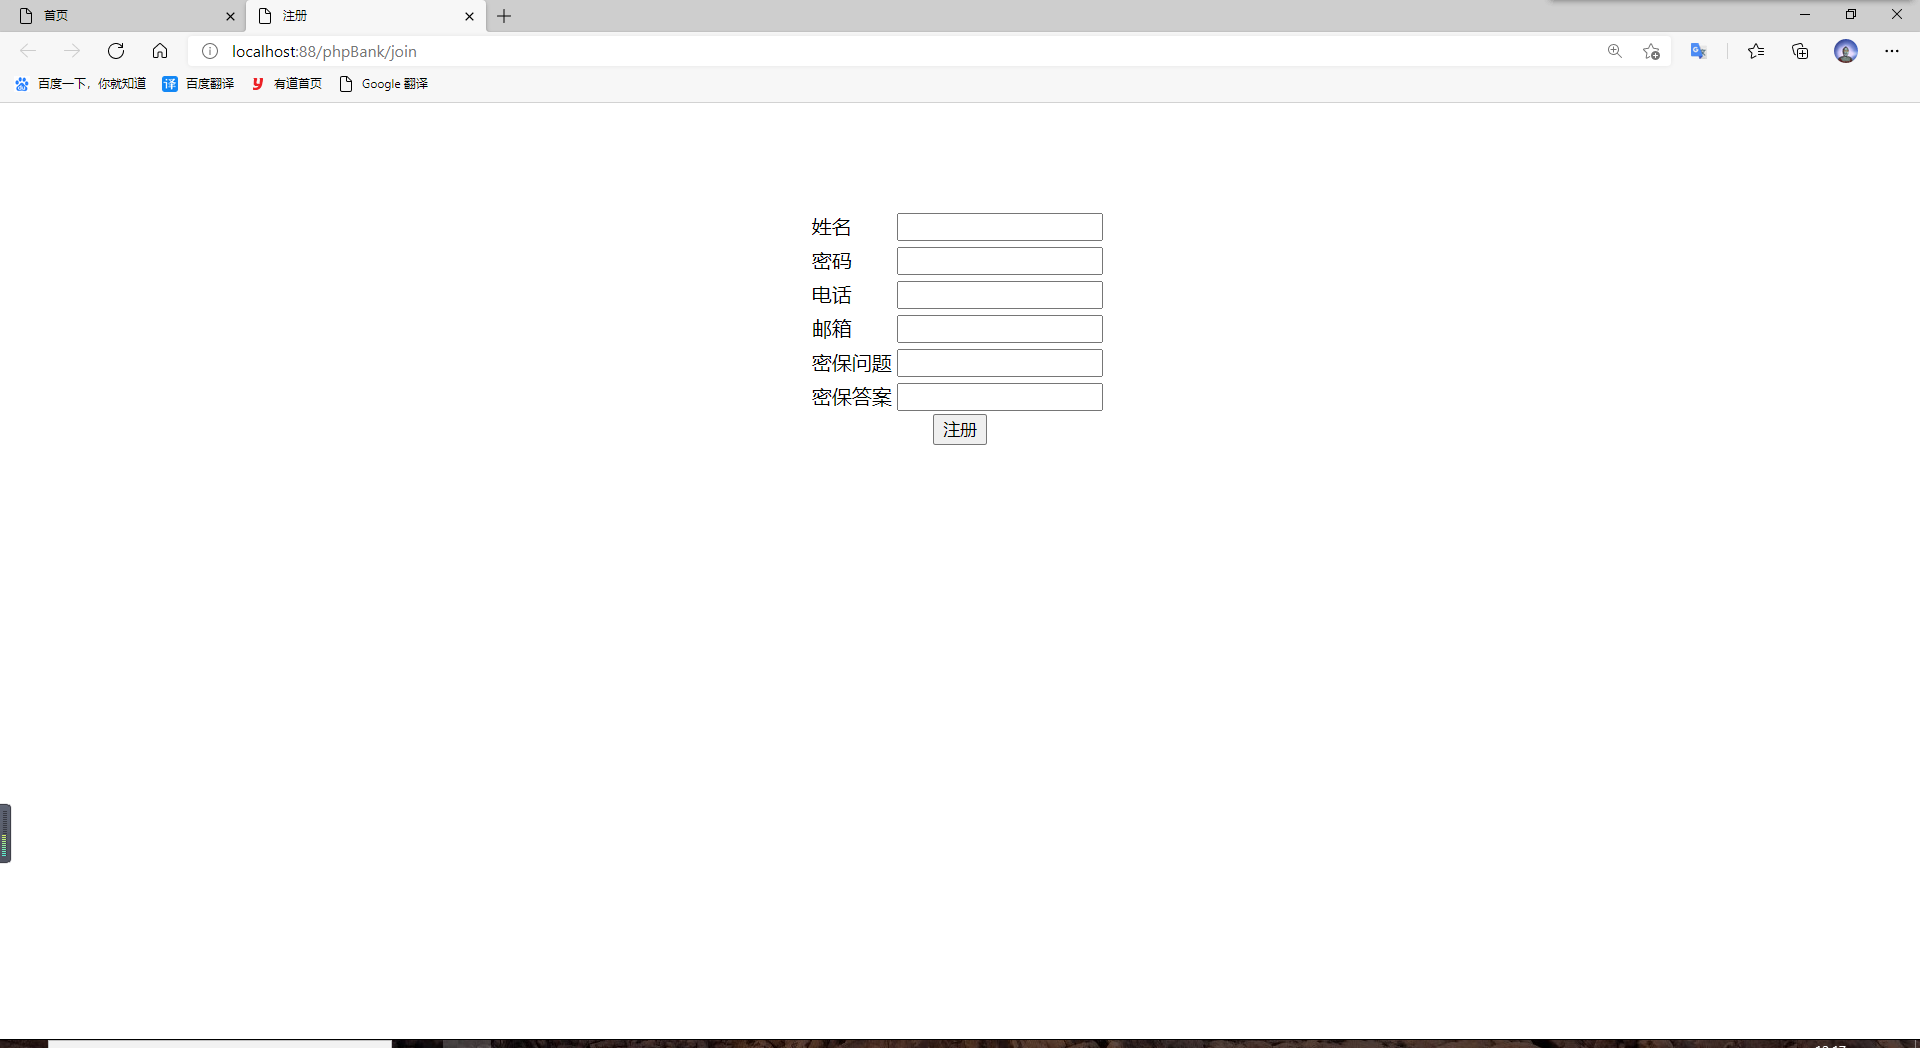 首页
注册
localhost:88/phpBank/join
百度一下，你就知道
译 百度翻译
有道首页
Google 翻译
姓名
密码
电话
邮箱
密保问题
密保答案
注册